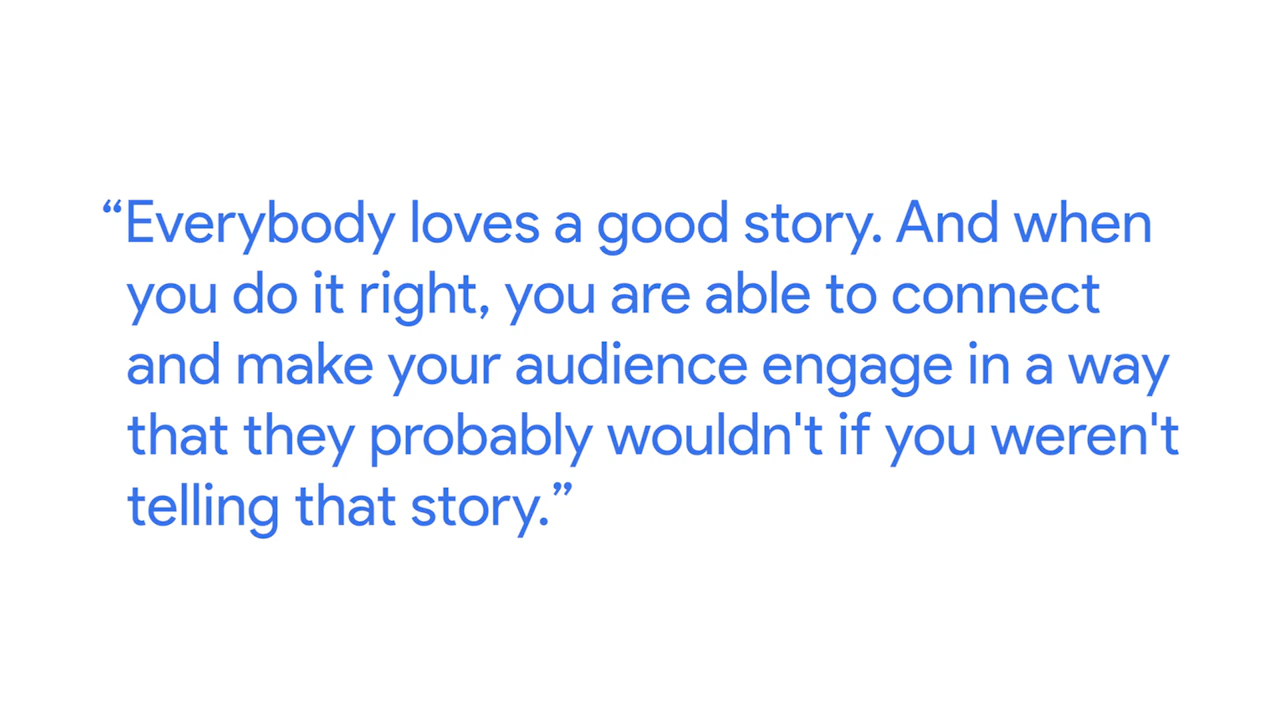 “Everybody loves a good story. And when
you do it right, you are able to connect
and make your audience engage in a way
that they probably wouldn't if you weren't
telling that story.”